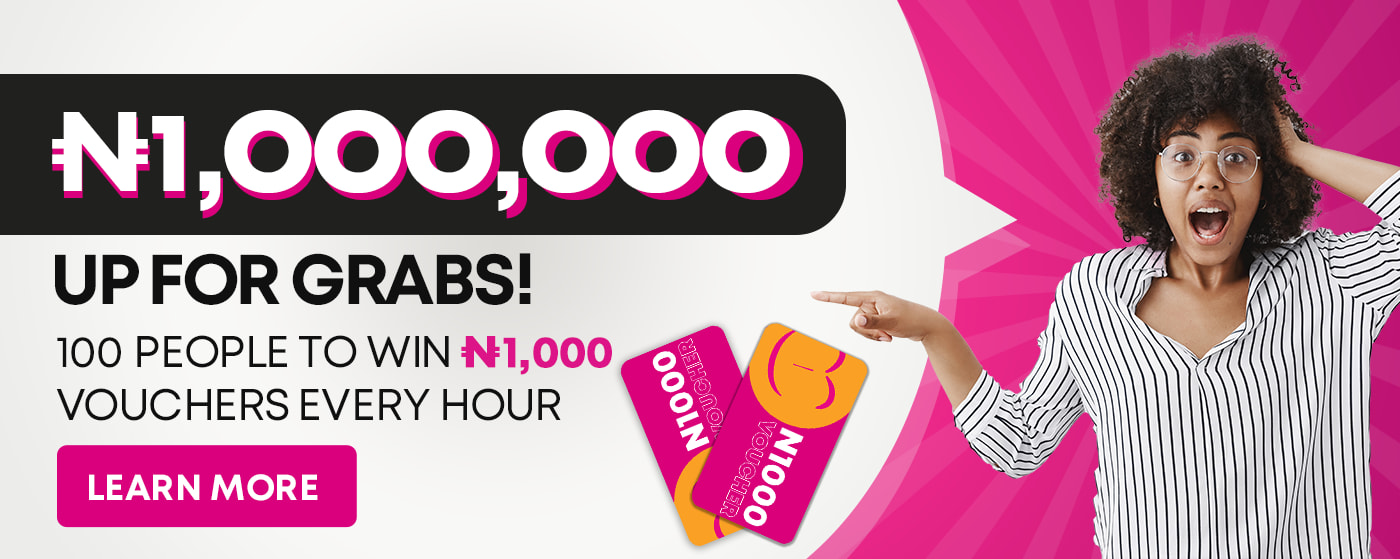 ₦1,000,000
UP FOR GRABS!
100 PEOPLE TO WIN ₦1,000
VOUCHERS EVERY HOUR
LEARN MORE
N1000
VOUCHER
N1000
VOUCHER